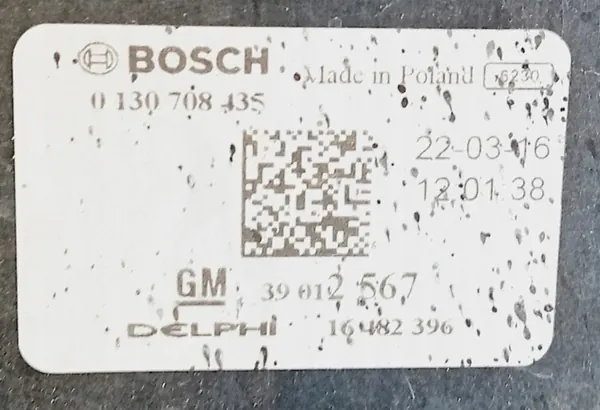 BOSCH Made in Poland 6230
0 130 708 435
22-03-16
12 01 38
GM 39 012 567
DELPHI 16 482 396